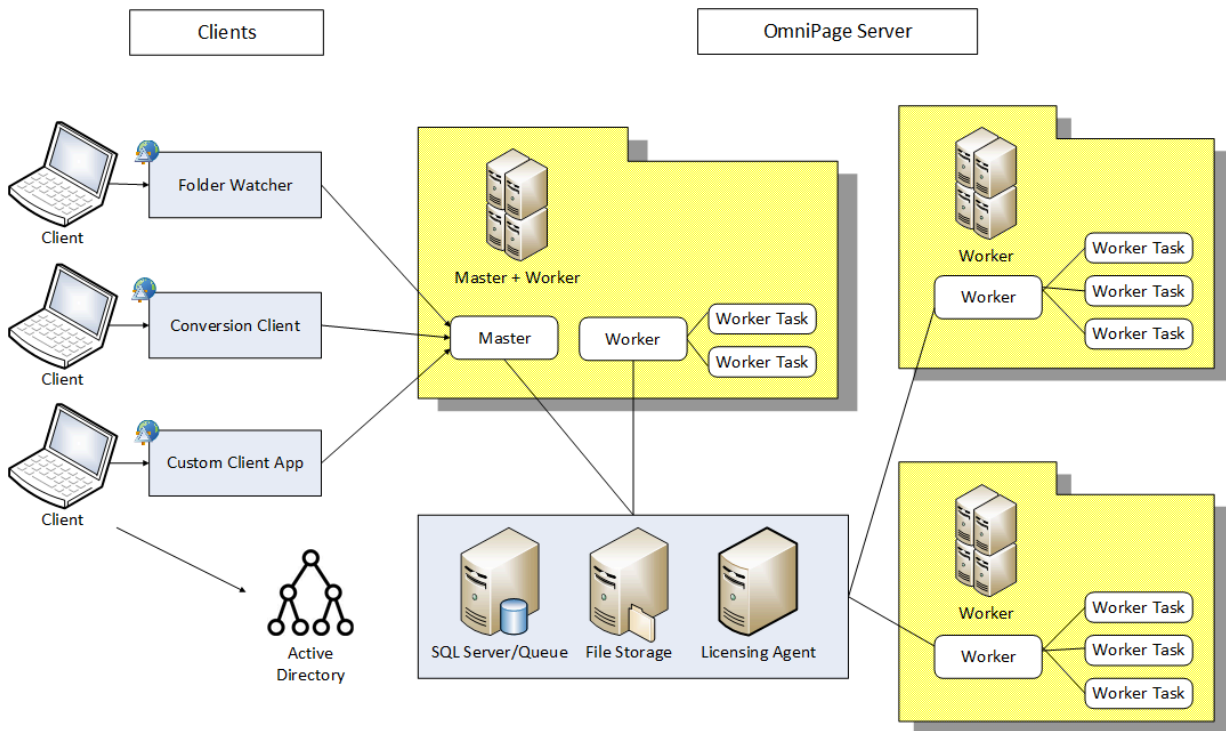 Clients
OmniPage Server
Folder Watcher
Client
Conversion Client
Client
Custom Client App
Client
Active
Directory
Master + Worker
Master
Worker
Worker Task
Worker Task
SQL Server/Queue
File Storage
Licensing Agent
Worker
Worker
Worker Task
Worker Task
Worker Task
Worker
Worker
Worker Task
Worker Task
Worker Task